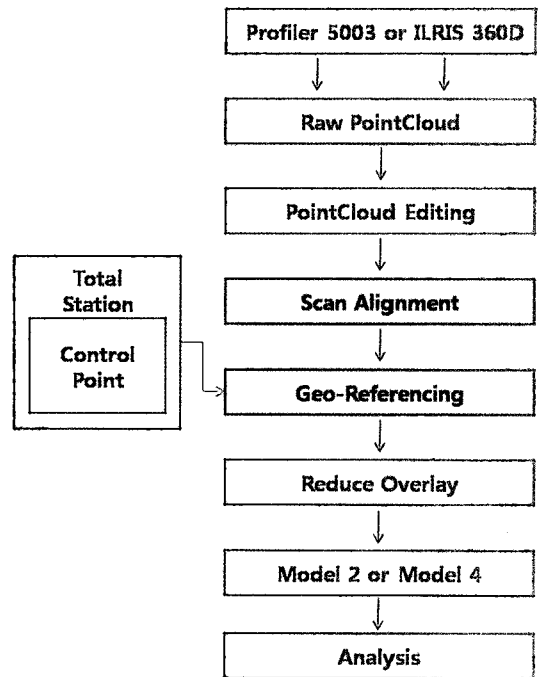 Profiler 5003 or ILRIS 360D
Raw PointCloud
PointCloud Editing
Total
Station
Control
Point
Scan Alignment
Geo-Referencing
Reduce Overlay
Model 2 or Model 4
Analysis